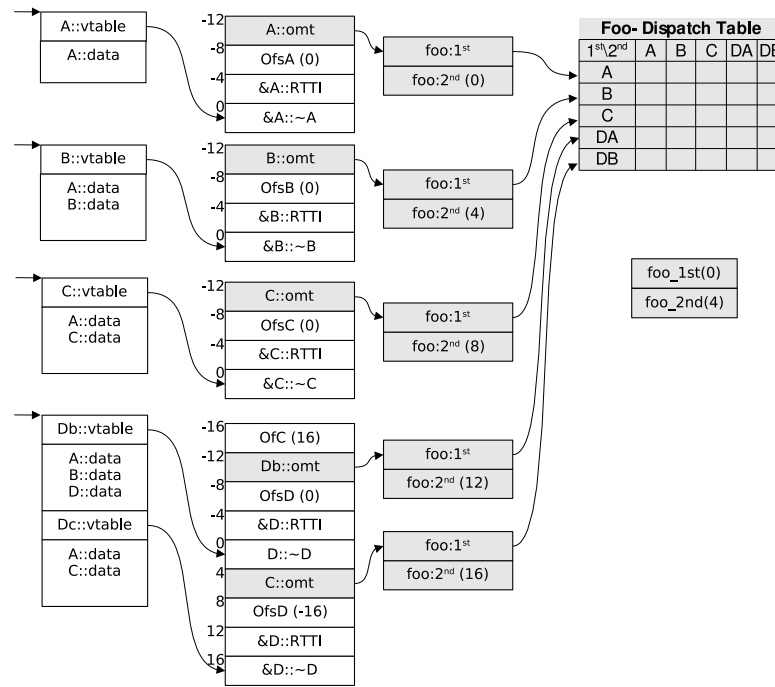 A::vtable
A::data
-12
-8
-4
0
A::omt
OfsA (0)
&A::RTTI
&A::~A
foo:1st
foo:2nd (0)
B::vtable
A::data
B::data
-12
-8
-4
0
B::omt
OfsB (0)
&B::RTTI
&B::~B
foo:1st
foo:2nd (4)
C::vtable
A::data
C::data
-12
-8
-4
0
C::omt
OfsC (0)
&C::RTTI
&C::~C
foo:1st
foo:2nd (8)
Db::vtable
A::data
B::data
D::data
Dc::vtable
A::data
C::data
-16
-12
-8
-4
0
4
8
12
16
OfC (16)
Db::omt
OfsD (0)
&D::RTTI
D::~D
C::omt
OfsD (-16)
&D::RTTI
&D::~D
foo:1st
foo:2nd (12)
foo:1st
foo:2nd (16)
Foo- Dispatch Table
1st\2nd A B C DA DB
A
B
C
DA
DB
foo_1st(0)
foo_2nd(4)